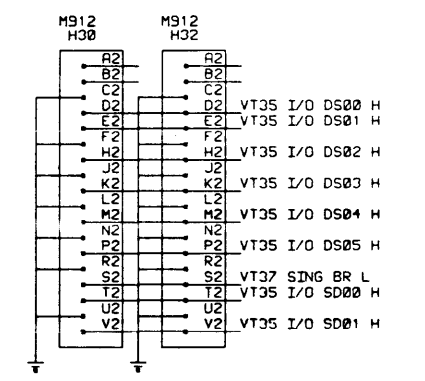 M912 M912
H30 H32
A2 A2
B2 B2
C2 C2
D2 D2 VT35 I/O DS00 H
E2 E2 VT35 I/O DS01 H
F2 F2
H2 H2 VT35 I/O DS02 H
J2 J2
K2 K2 VT35 I/O DS03 H
L2 L2
M2 M2 VT35 I/O DS04 H
N2 N2
P2 P2 VT35 I/O DS05 H
R2 R2
S2 S2 VT37 SING BR L
T2 T2 VT35 I/O SD00 H
U2 U2
V2 V2 VT35 I/O SD01 H